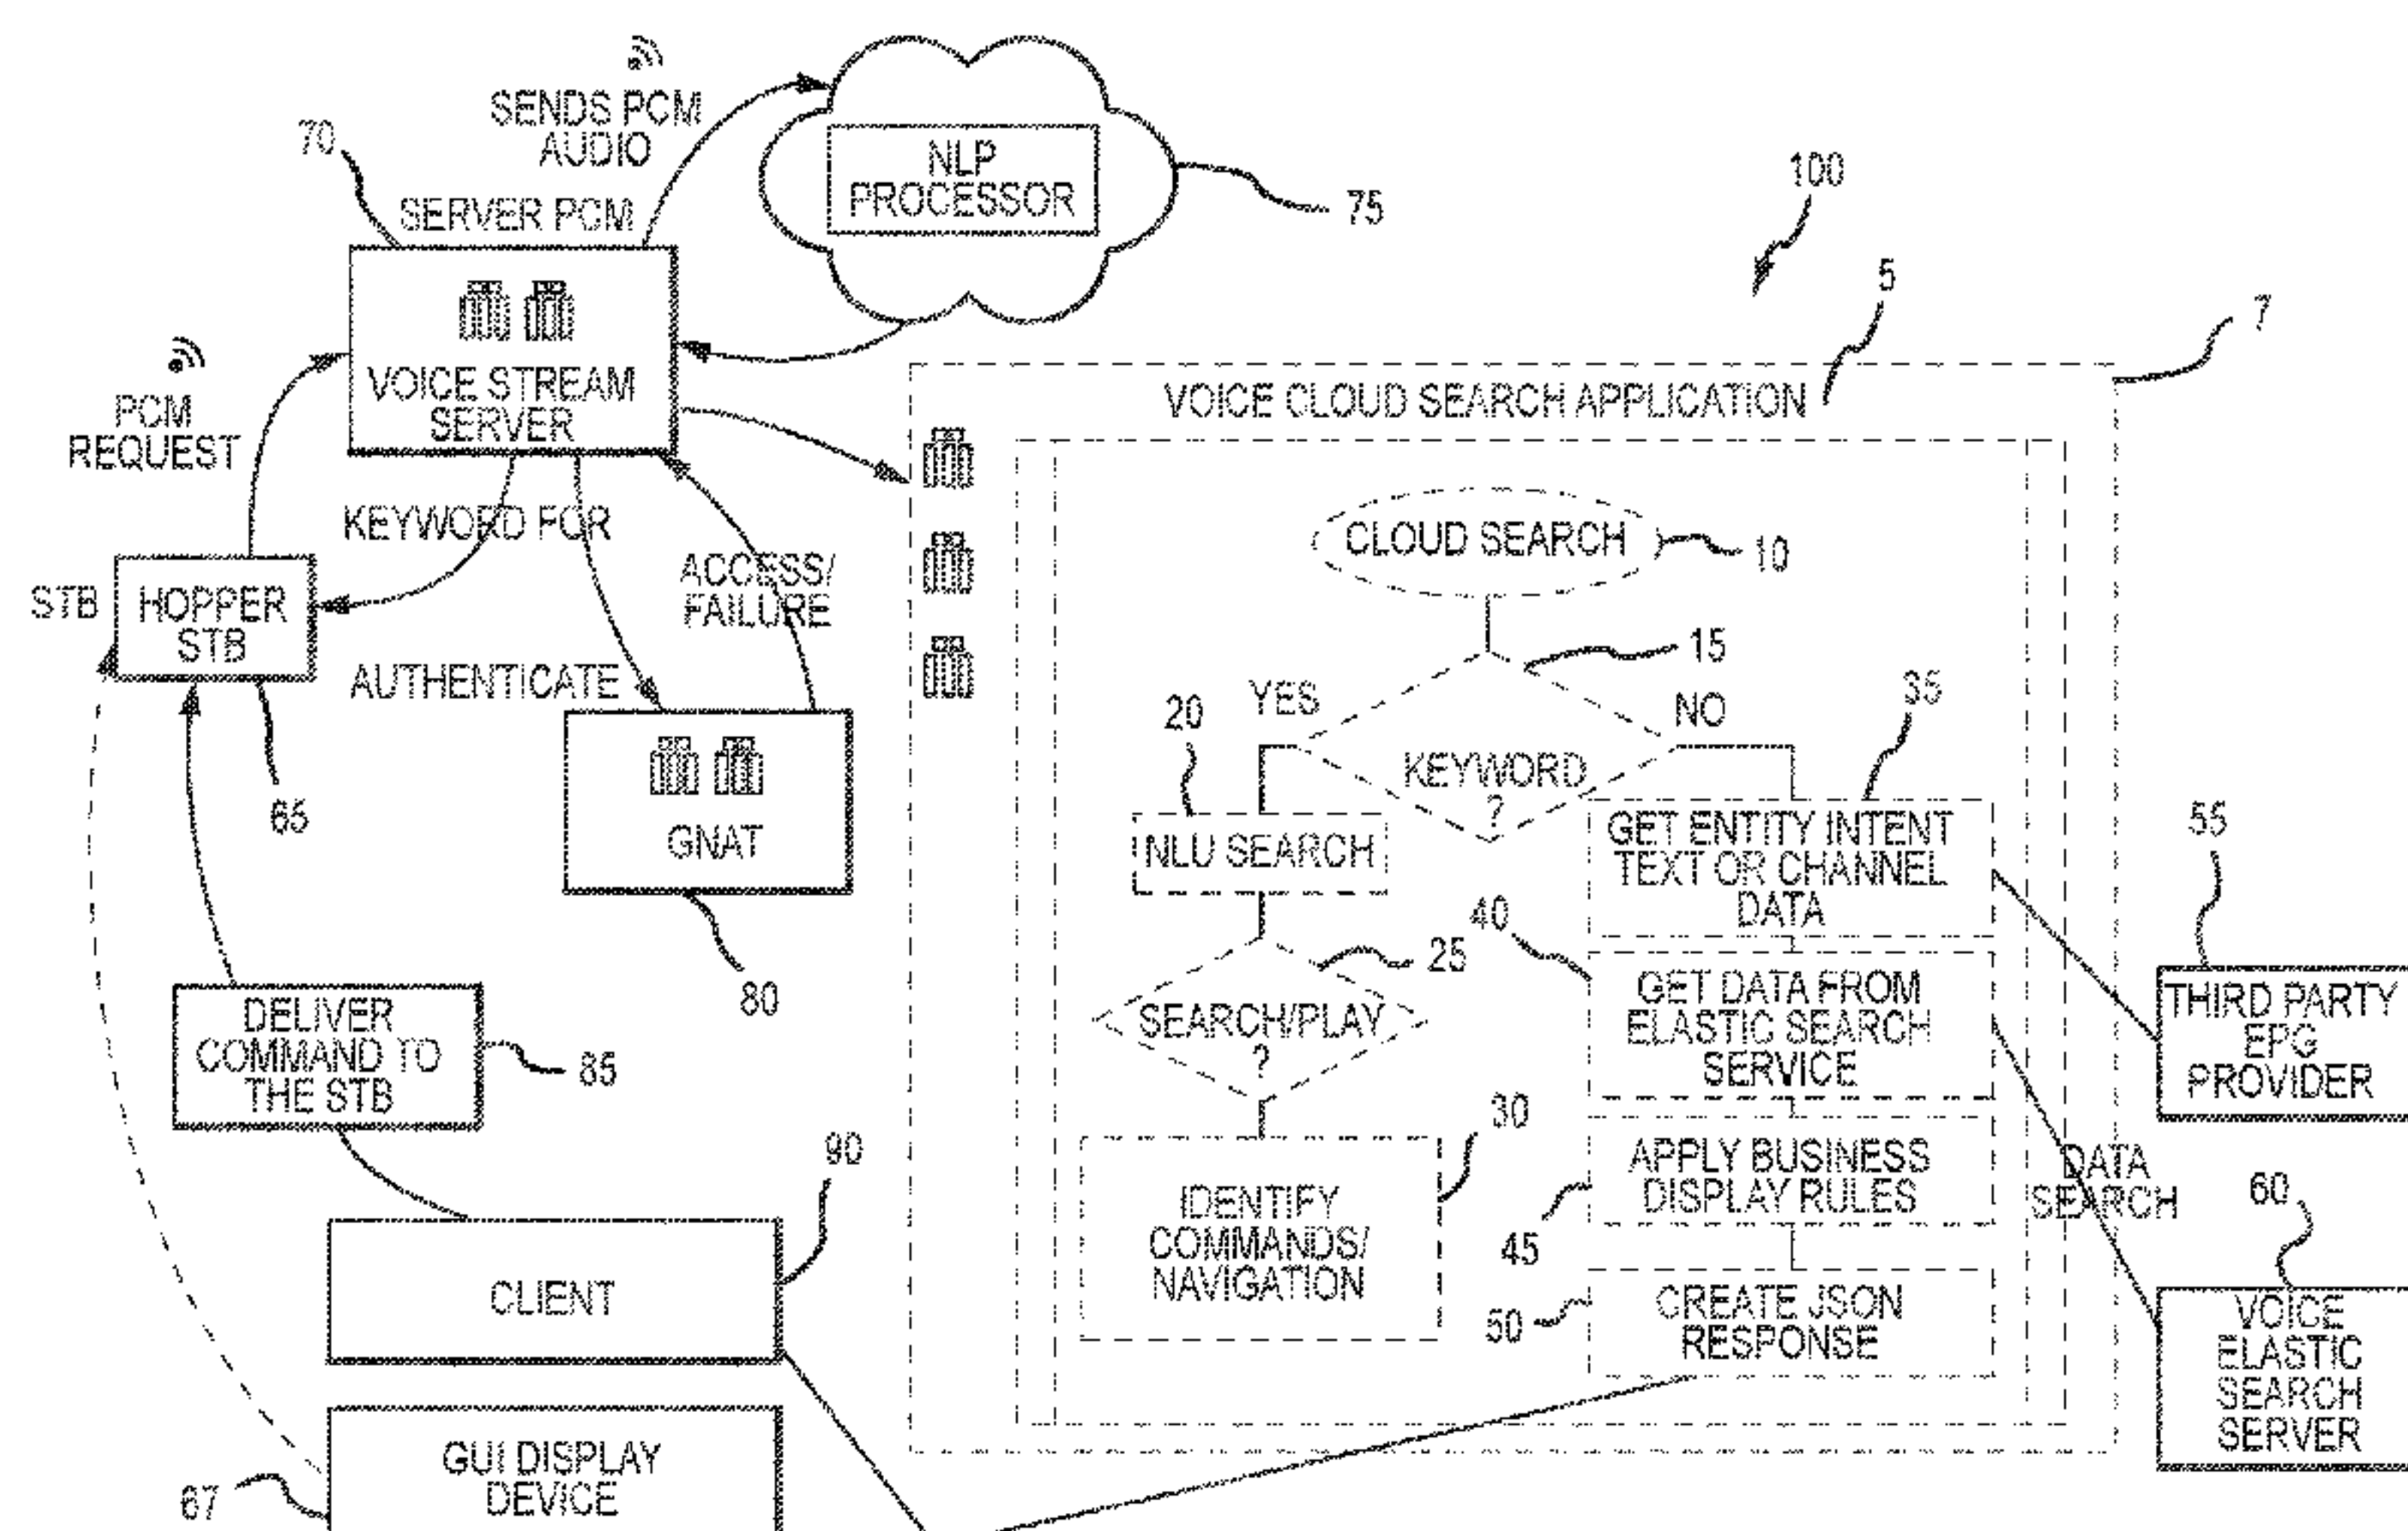 SENDS PCM
AUDIO
70
SERVER PCM
VOICE STREAM
SERVER
NLP
PROCESSOR
75
100
5
7
PCM
REQUEST
KEYWORD FOR
STB
HOPPER
STB
65
ACCESS/
FAILURE
AUTHENTICATE
GNAT
80
DELIVER
COMMAND TO
THE STB
85
90
CLIENT
GUI DISPLAY
DEVICE
67
VOICE CLOUD SEARCH APPLICATION
CLOUD SEARCH
10
15
YES
NO
KEYWORD
?
20
NLU SEARCH
25
SEARCH/PLAY
?
30
IDENTIFY
COMMANDS/
NAVIGATION
35
GET ENTITY INTENT
TEXT OR CHANNEL
DATA
40
GET DATA FROM
ELASTIC SEARCH
SERVICE
APPLY BUSINESS
DISPLAY RULES
45
CREATE JSON
RESPONSE
50
55
THIRD PARTY
EPG
PROVIDER
DATA
SEARCH
60
VOICE
ELASTIC
SEARCH
SERVER